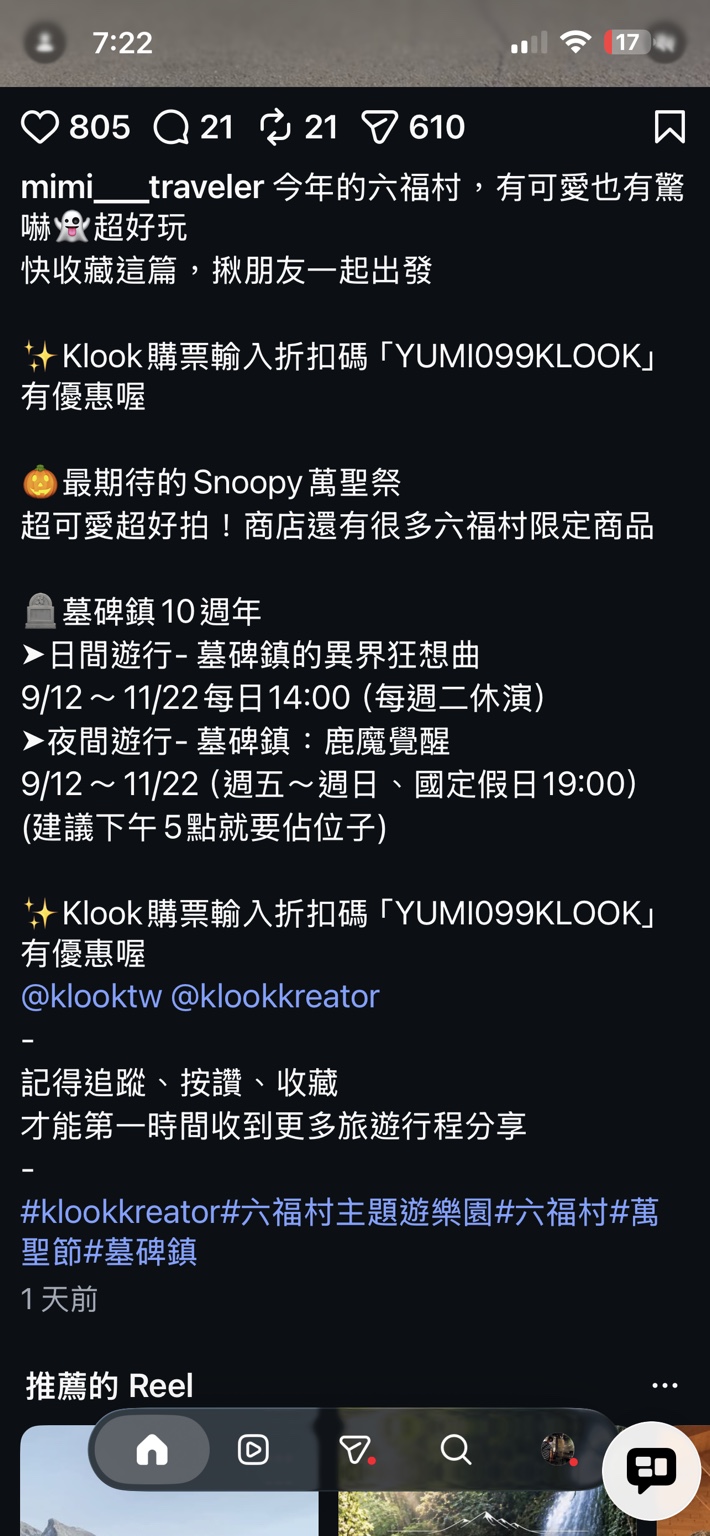 7:22
17
805 21 21 610
mimi___traveler 今年的六福村，有可愛也有驚
嚇👻超好玩
快收藏這篇，揪朋友一起出發
✨Klook購票輸入折扣碼「YUMI099KLOOK」
有優惠喔
🎃最期待的Snoopy萬聖祭
超可愛超好拍！商店還有很多六福村限定商品
🪦墓碑鎮10週年
➤日間遊行- 墓碑鎮的異界狂想曲
9/12～11/22每日14:00（每週二休演）
➤夜間遊行- 墓碑鎮：鹿魔覺醒
9/12～11/22（週五～週日、國定假日19:00）
(建議下午5點就要佔位子)
✨Klook購票輸入折扣碼「YUMI099KLOOK」
有優惠喔
@klooktw @klookkreator
-
記得追蹤、按讚、收藏
才能第一時間收到更多旅遊行程分享
-
#klookkreator#六福村主題遊樂園#六福村#萬
聖節#墓碑鎮
1 天前
推薦的 Reel